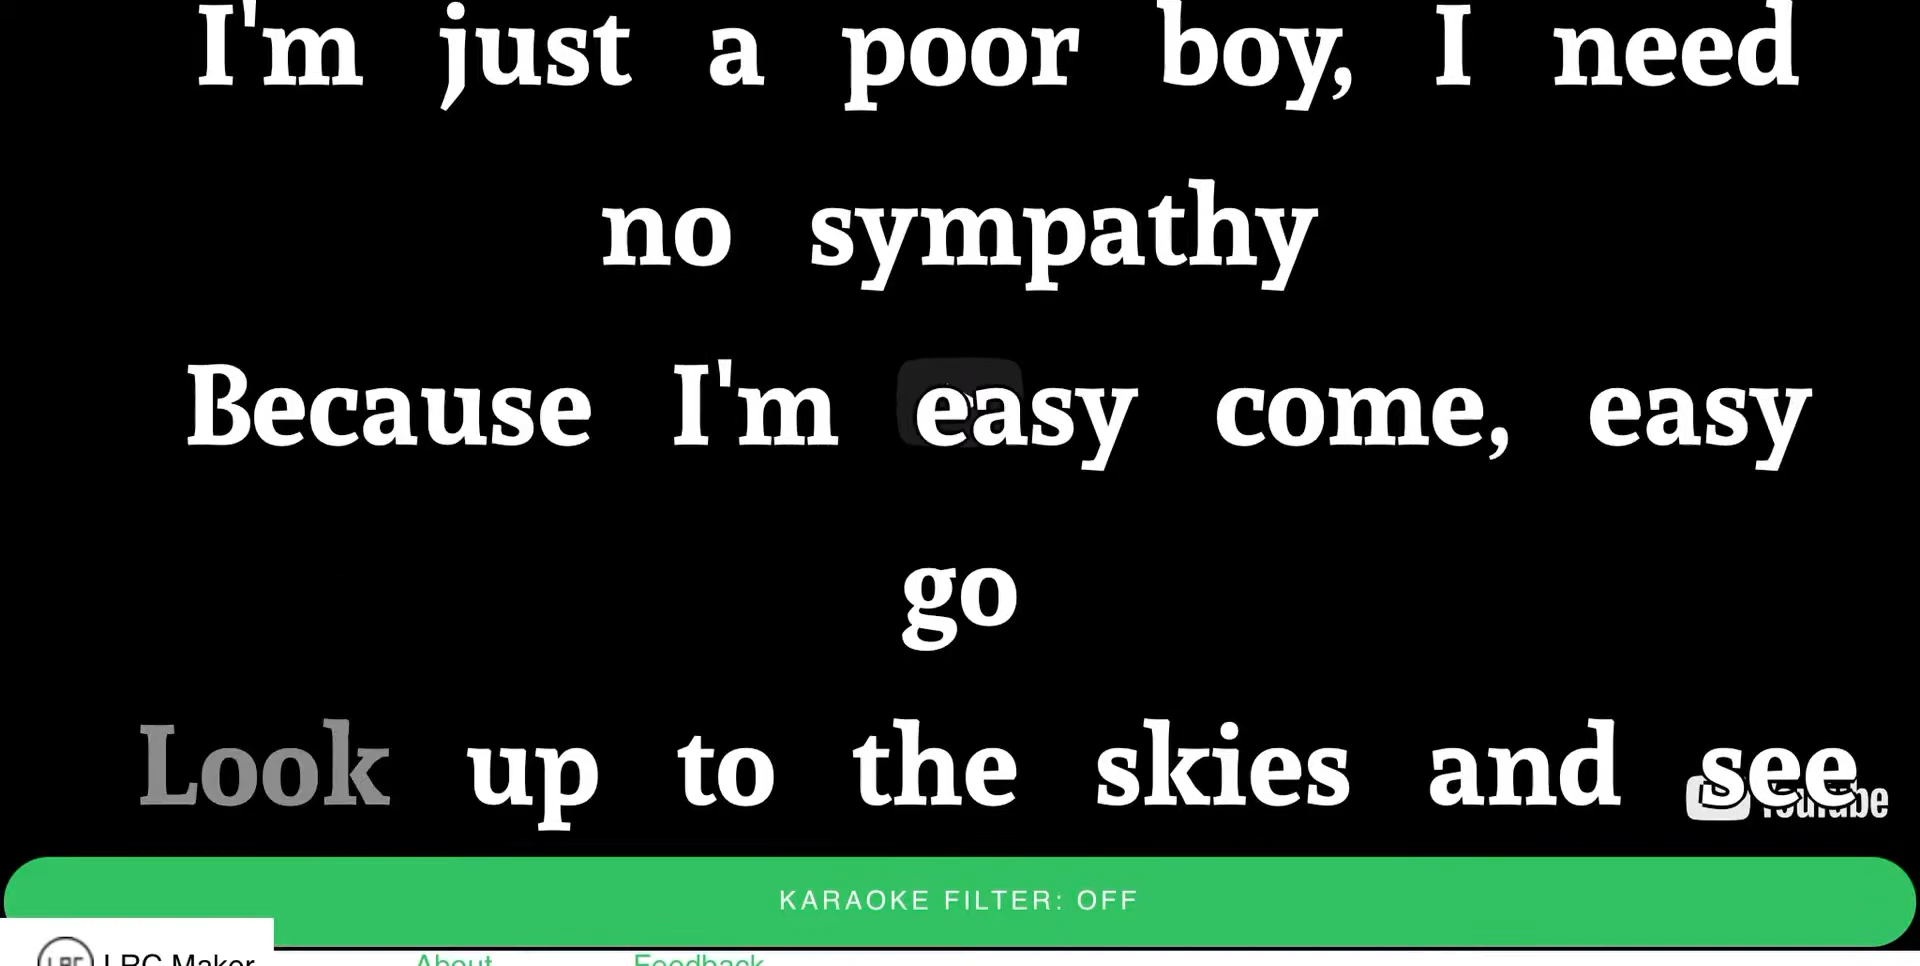 I'm just a poor boy, I need
no sympathy
Because I'm easy come, easy
go
Look up to the skies and see
YouTube
KARAOKE FILTER: OFF
LRC Maker About Feedback